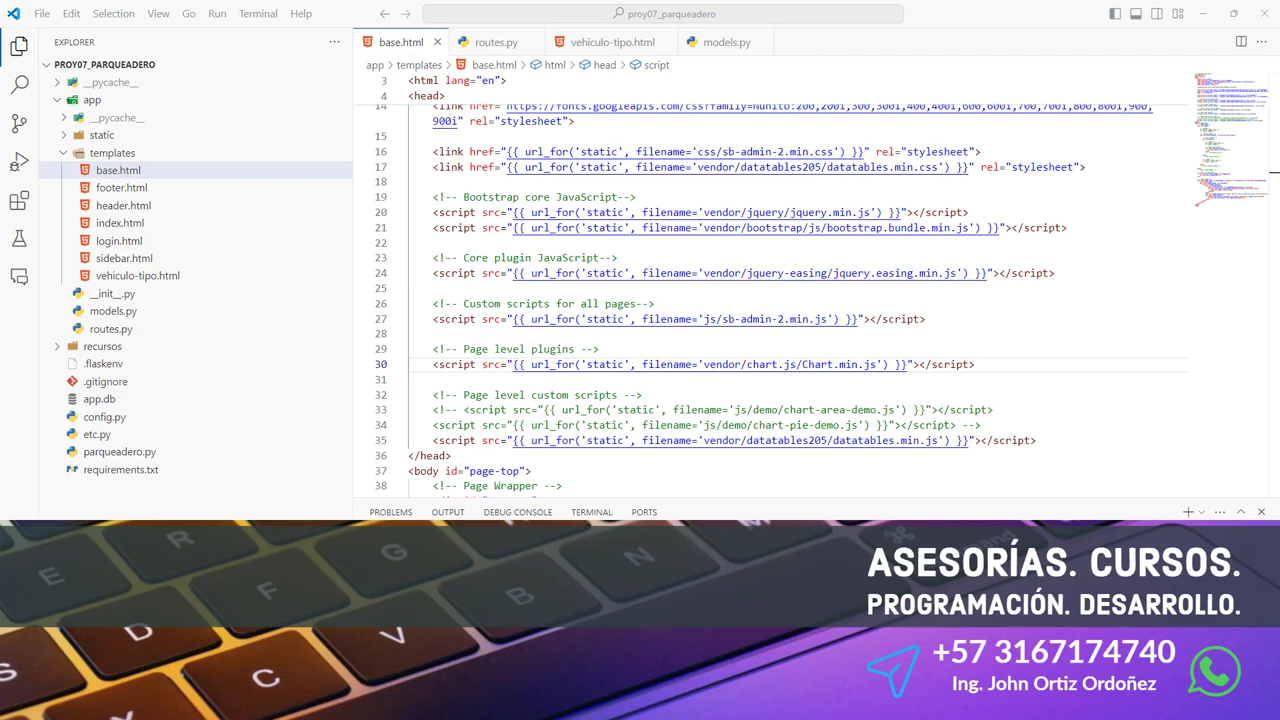 File Edit Selection View Go Run Terminal Help
proy07_parqueadero
EXPLORER
base.html
routes.py
vehiculo-tipo.html
models.py
PROY07_PARQUEADERO
app > templates > base.html > html > head > script
__pycache__
app
__pycache__
static
templates
base.html
footer.html
header.html
index.html
login.html
sidebar.html
vehiculo-tipo.html
__init__.py
models.py
routes.py
recursos
.flaskenv
.gitignore
app.db
config.py
etc.py
parqueadero.py
requirements.txt
3 <html lang="en">
4 <head>
900i" rel="stylesheet">
15
16 <link href="{{ url_for('static', filename='css/sb-admin-2.min.css') }}" rel="stylesheet">
17 <link href="{{ url_for('static', filename='vendor/datatables205/datatables.min.css') }}" rel="stylesheet">
18
19 <!-- Bootstrap core JavaScript-->
20 <script src="{{ url_for('static', filename='vendor/jquery/jquery.min.js') }}"></script>
21 <script src="{{ url_for('static', filename='vendor/bootstrap/js/bootstrap.bundle.min.js') }}"></script>
22
23 <!-- Core plugin JavaScript-->
24 <script src="{{ url_for('static', filename='vendor/jquery-easing/jquery.easing.min.js') }}"></script>
25
26 <!-- Custom scripts for all pages-->
27 <script src="{{ url_for('static', filename='js/sb-admin-2.min.js') }}"></script>
28
29 <!-- Page level plugins -->
30 <script src="{{ url_for('static', filename='vendor/chart.js/Chart.min.js') }}"></script>
31
32 <!-- Page level custom scripts -->
33 <!-- <script src="{{ url_for('static', filename='js/demo/chart-area-demo.js') }}"></script>
34 <script src="{{ url_for('static', filename='js/demo/chart-pie-demo.js') }}"></script> -->
35 <script src="{{ url_for('static', filename='vendor/datatables205/datatables.min.js') }}"></script>
36 </head>
37 <body id="page-top">
38 <!-- Page Wrapper -->
PROBLEMS OUTPUT DEBUG CONSOLE TERMINAL PORTS
ASESORÍAS. CURSOS.
PROGRAMACIÓN. DESARROLLO.
+57 3167174740
Ing. John Ortiz Ordoñez